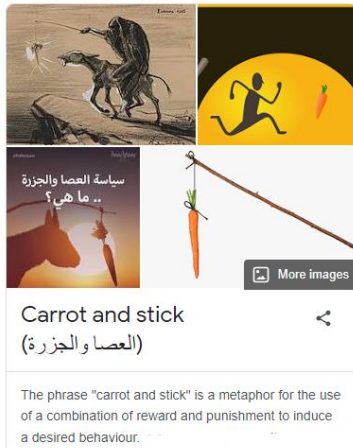 سياسة العصا والجزرة
.. ما هي؟
More images
Carrot and stick
(العصا والجزرة)
The phrase "carrot and stick" is a metaphor for the use
of a combination of reward and punishment to induce
a desired behaviour.